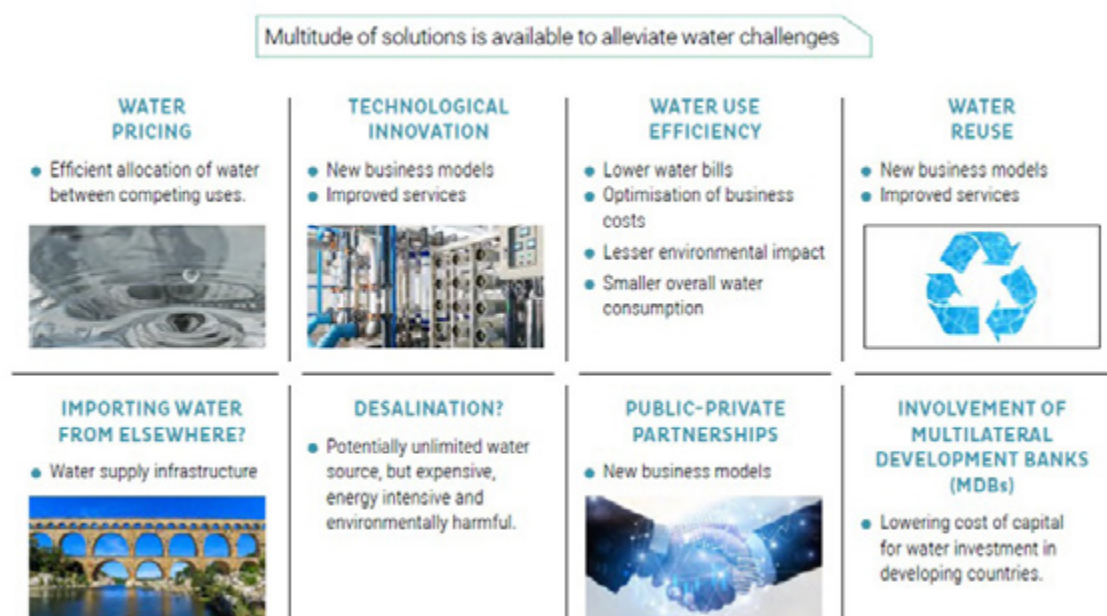 Multitude of solutions is available to alleviate water challenges
WATER
PRICING
Efficient allocation of water
between competing uses.
TECHNOLOGICAL
INNOVATION
New business models
Improved services
WATER USE
EFFICIENCY
Lower water bills
Optimisation of business
costs
Lesser environmental impact
Smaller overall water
consumption
WATER
REUSE
New business models
Improved services
IMPORTING WATER
FROM ELSEWHERE?
Water supply infrastructure
DESALINATION?
Potentially unlimited water
source, but expensive,
energy intensive and
environmentally harmful.
PUBLIC-PRIVATE
PARTNERSHIPS
New business models
INVOLVEMENT OF
MULTILATERAL
DEVELOPMENT BANKS
(MDBs)
Lowering cost of capital
for water investment in
developing countries.